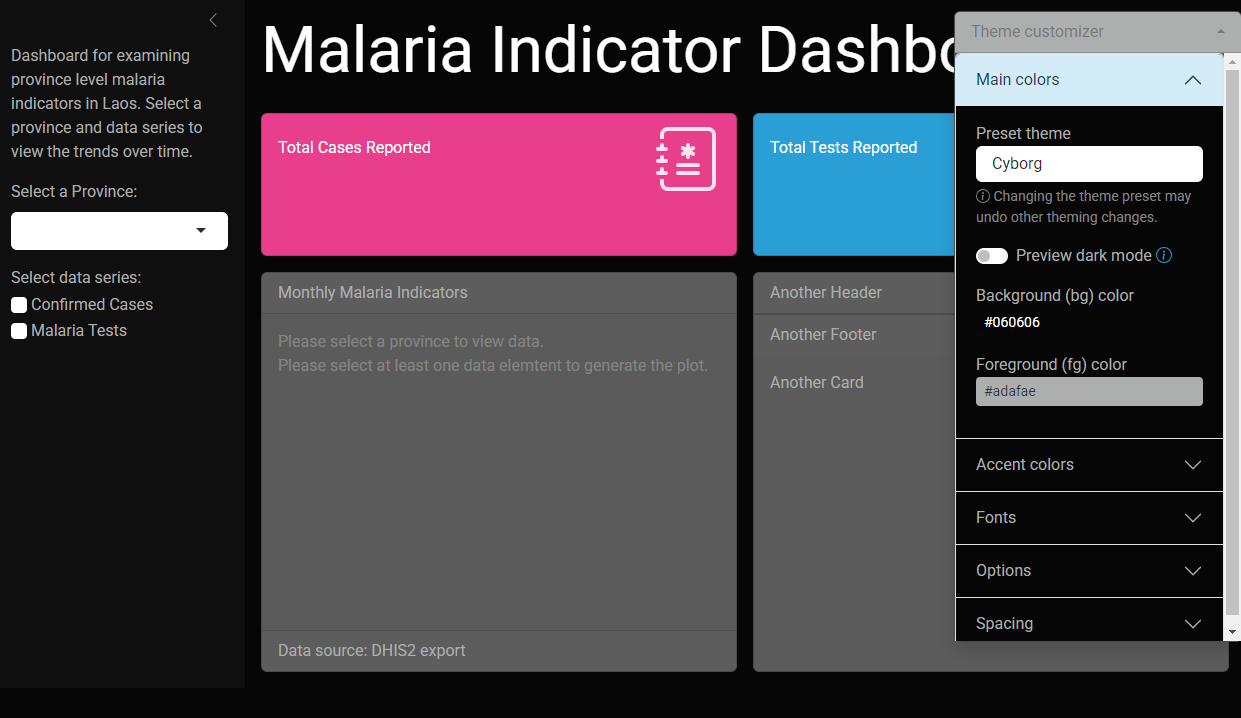 Dashboard for examining
province level malaria
indicators in Laos. Select a
province and data series to
view the trends over time.
Select a Province:
Select data series:
Confirmed Cases
Malaria Tests
Malaria Indicator Dashbo
Total Cases Reported
Total Tests Reported
Monthly Malaria Indicators
Please select a province to view data.
Please select at least one data elemtent to generate the plot.
Data source: DHIS2 export
Another Header
Another Footer
Another Card
Theme customizer
Main colors
Preset theme
Cyborg
Changing the theme preset may
undo other theming changes.
Preview dark mode
Background (bg) color
#060606
Foreground (fg) color
#adafae
Accent colors
Fonts
Options
Spacing